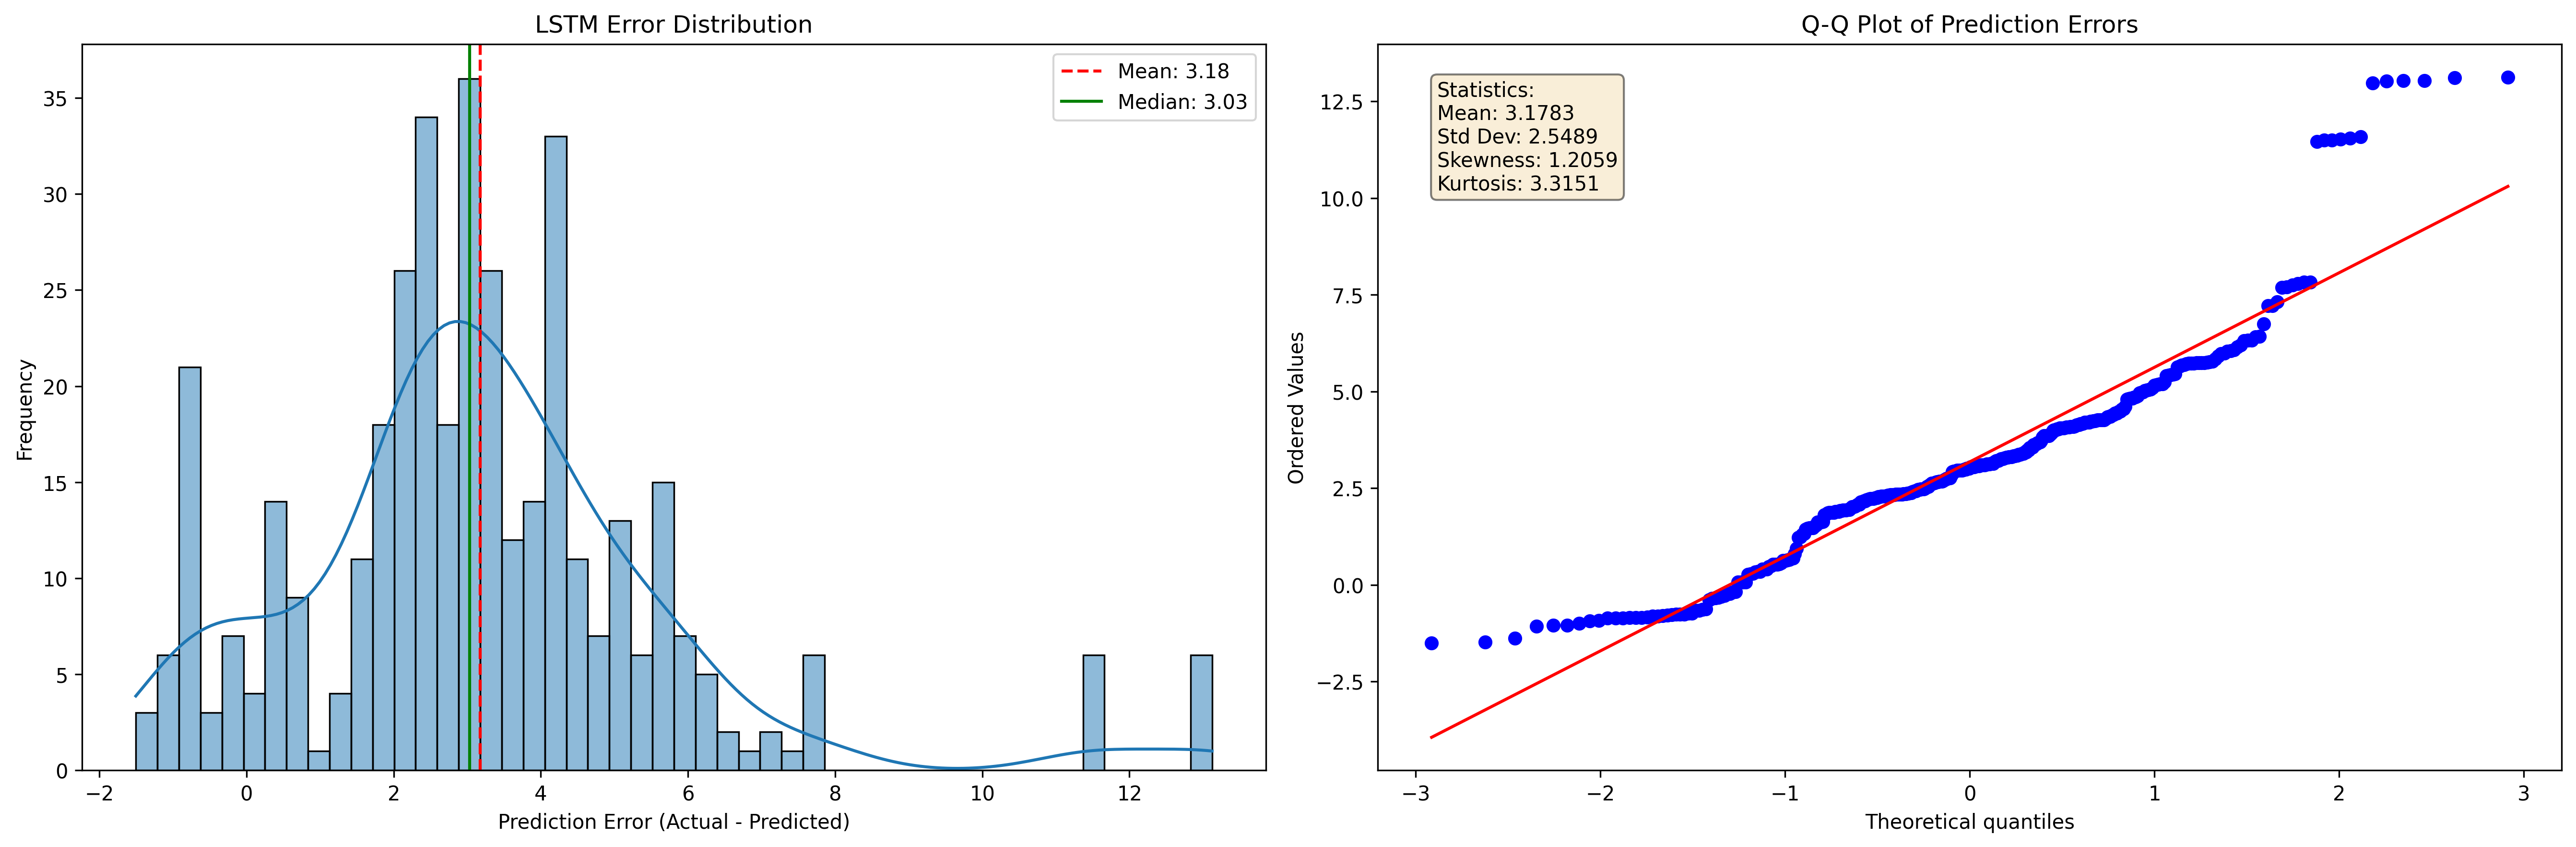 LSTM Error Distribution
Mean: 3.18
Median: 3.03
Frequency
35
30
25
20
15
10
5
0
−2
0
2
4
6
8
10
12
Prediction Error (Actual - Predicted)
Q-Q Plot of Prediction Errors
Statistics:
Mean: 3.1783
Std Dev: 2.5489
Skewness: 1.2059
Kurtosis: 3.3151
Ordered Values
12.5
10.0
7.5
5.0
2.5
0.0
−2.5
−3
−2
−1
0
1
2
3
Theoretical quantiles